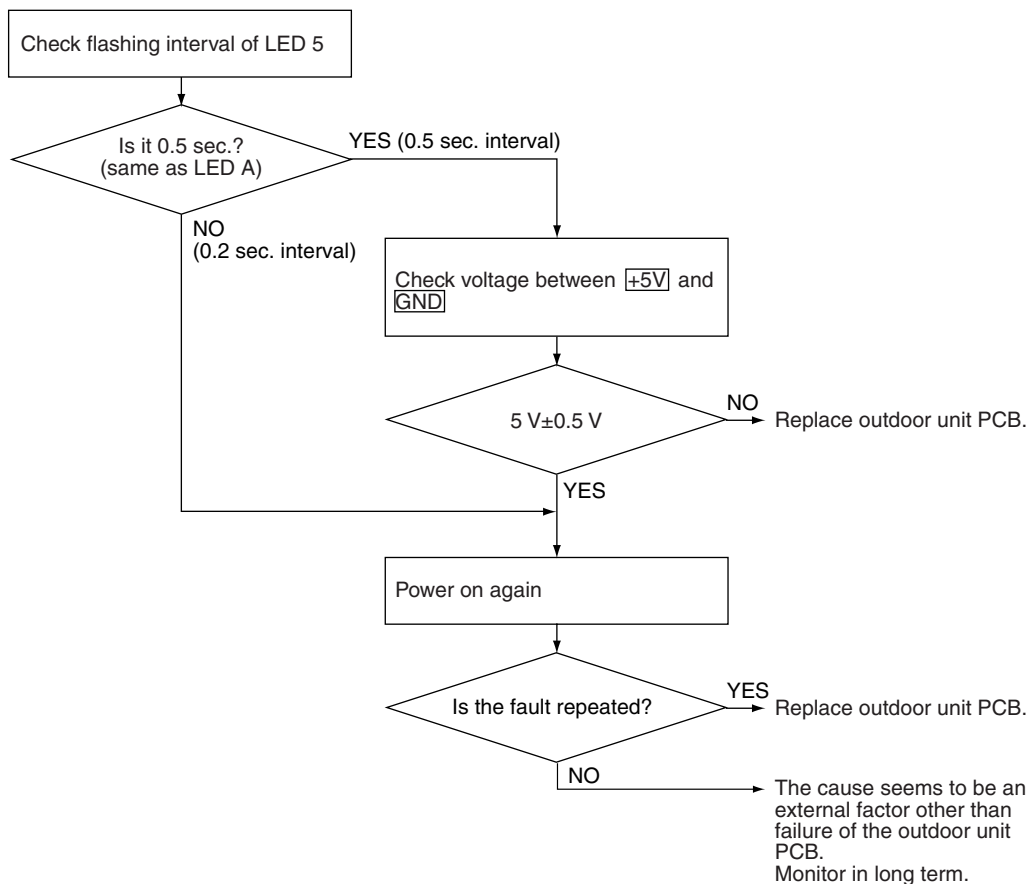 Check flashing interval of LED 5
Is it 0.5 sec.?
(same as LED A)
YES (0.5 sec. interval)
NO
(0.2 sec. interval)
Check voltage between +5V and
GND
5 V±0.5 V
NO
Replace outdoor unit PCB.
YES
Power on again
Is the fault repeated?
YES
Replace outdoor unit PCB.
NO
The cause seems to be an
external factor other than
failure of the outdoor unit
PCB.
Monitor in long term.